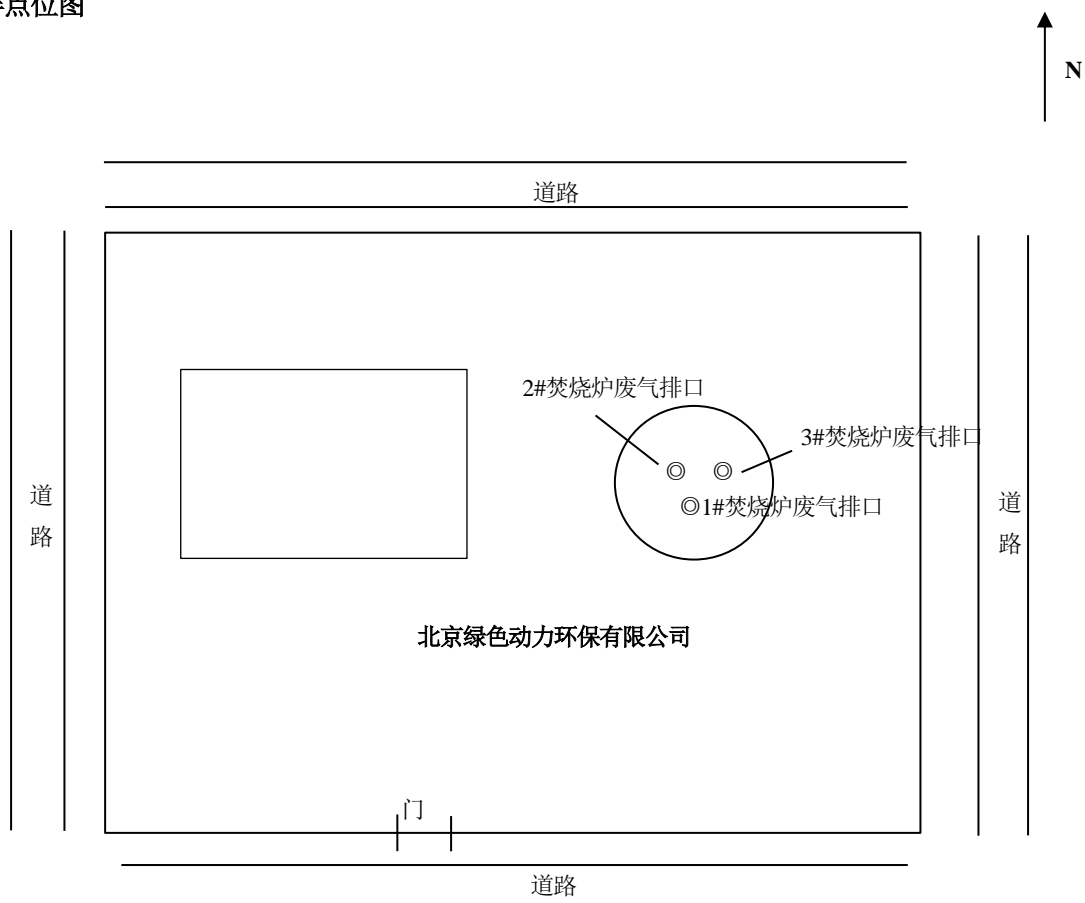 点位图
N
道路
2#焚烧炉废气排口
3#焚烧炉废气排口
◎ ◎
◎1#焚烧炉废气排口
道
路
道
路
北京绿色动力环保有限公司
门
道路